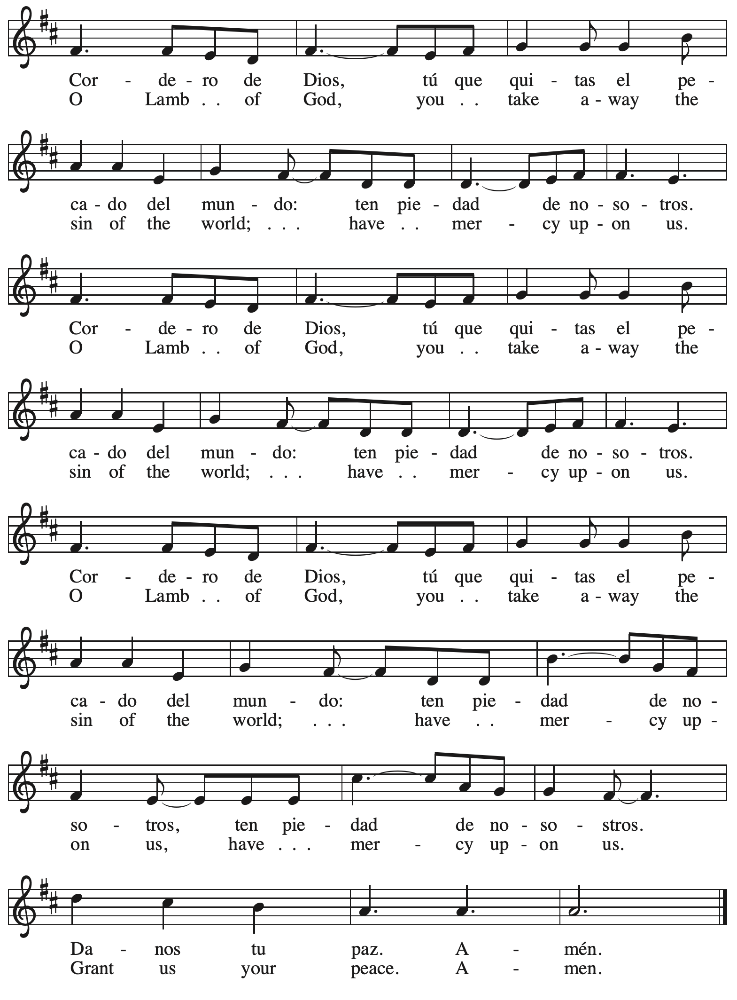 Cor - de - ro de Dios, tú que qui - tas el pe -
O Lamb . . of God, you . . take a - way the
ca - do del mun - do: ten pie - dad de no - so - tros.
sin of the world; . . . have . . mer - cy up - on us.
Cor - de - ro de Dios, tú que qui - tas el pe -
O Lamb . . of God, you . . take a - way the
ca - do del mun - do: ten pie - dad de no - so - tros.
sin of the world; . . . have . . mer - cy up - on us.
Cor - de - ro de Dios, tú que qui - tas el pe -
O Lamb . . of God, you . . take a - way the
ca - do del mun - do: ten pie - dad de no -
sin of the world; . . . have . . mer - cy up -
so - tros, ten pie - dad de no - so - stros.
on us, have . . . mer - cy up - on us.
Da - nos tu paz. A - mén.
Grant us your peace. A - men.